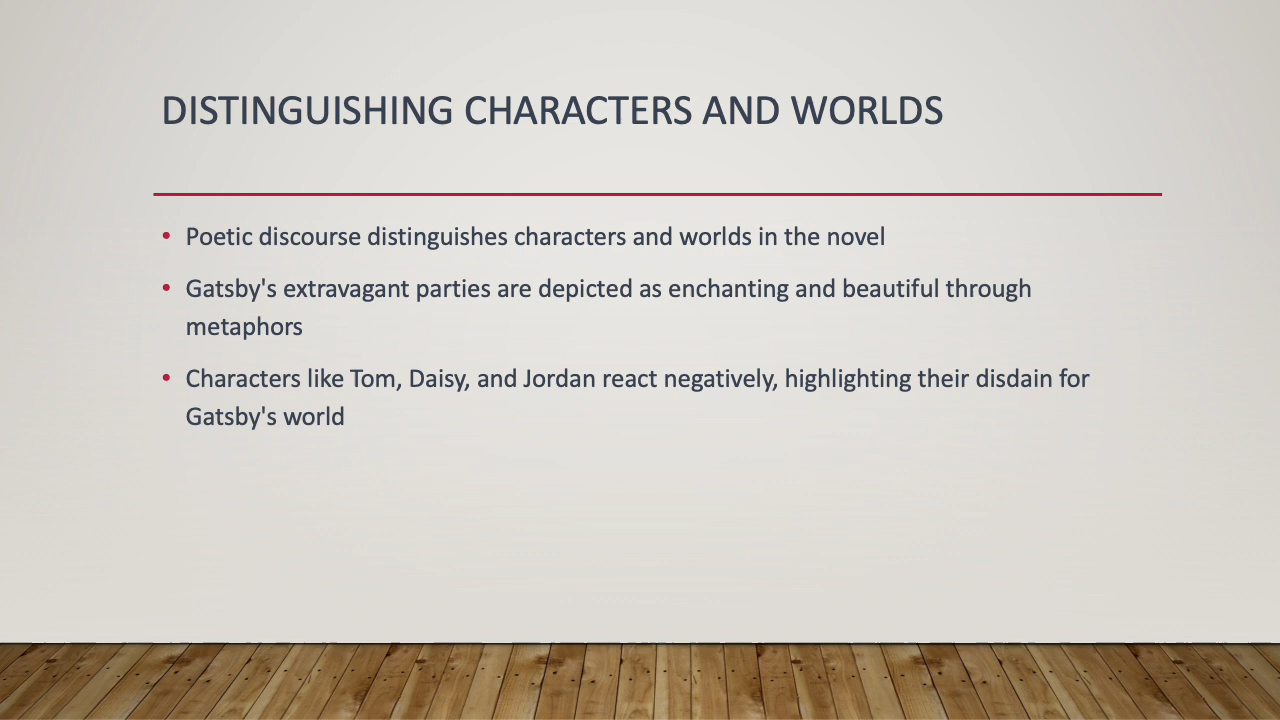 DISTINGUISHING CHARACTERS AND WORLDS
• Poetic discourse distinguishes characters and worlds in the novel
• Gatsby's extravagant parties are depicted as enchanting and beautiful through
metaphors
• Characters like Tom, Daisy, and Jordan react negatively, highlighting their disdain for
Gatsby's world